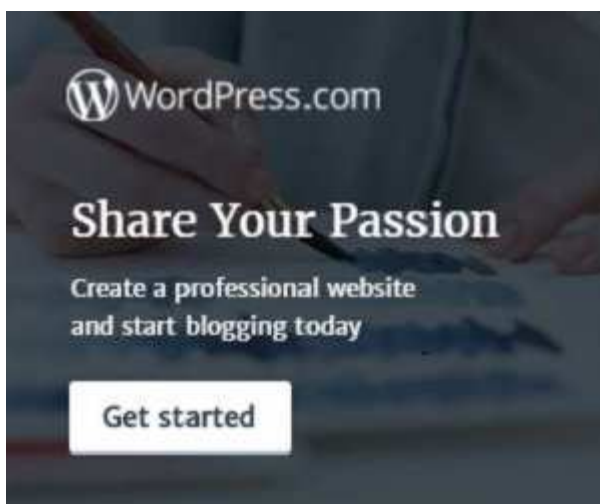 WordPress.com
Share Your Passion
Create a professional website
and start blogging today
Get started